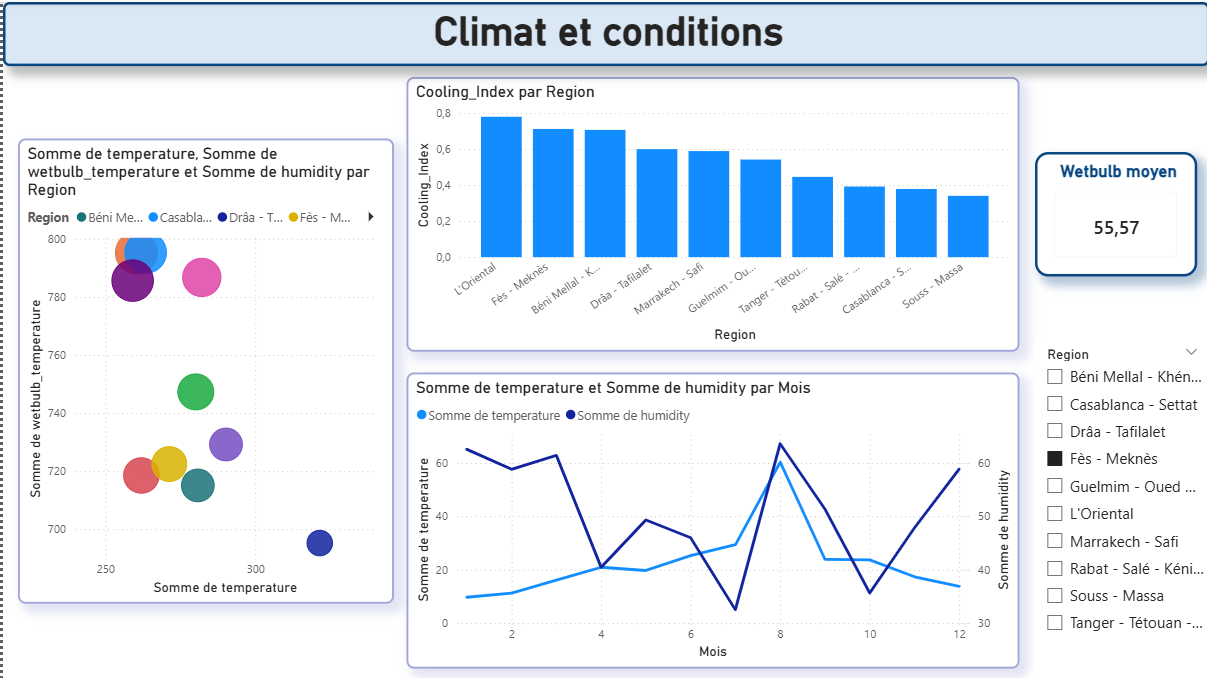 Climat et conditions
Somme de temperature, Somme de
wetbulb_temperature et Somme de humidity par
Region
Region Béni Me... Casabla... Drâa - T... Fès - M...
800
780
760
740
720
700
Somme de wetbulb_temperature
250 300
Somme de temperature
Cooling_Index par Region
0,8
0,6
0,4
0,2
0,0
Cooling_Index
L'Oriental
Fès - Meknès
Béni Mellal - K...
Drâa - Tafilalet
Marrakech - Safi
Guelmim - Ou...
Tanger - Tétou...
Rabat - Salé - ...
Casablanca - S...
Souss - Massa
Region
Somme de temperature et Somme de humidity par Mois
Somme de temperature Somme de humidity
60
40
20
0
Somme de temperature
60
50
40
30
Somme de humidity
2 4 6 8 10 12
Mois
Wetbulb moyen
55,57
Region
Béni Mellal - Khén...
Casablanca - Settat
Drâa - Tafilalet
Fès - Meknès
Guelmim - Oued ...
L'Oriental
Marrakech - Safi
Rabat - Salé - Kéni...
Souss - Massa
Tanger - Tétouan -...